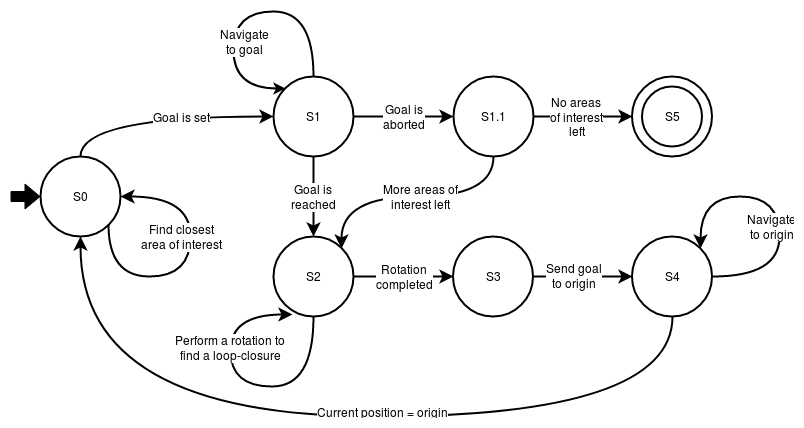 Navigate
to goal
Goal is set
S1
Goal is
aborted
S1.1
No areas
of interest
left
S5
S0
Find closest
area of interest
Goal is
reached
More areas of
interest left
S2
Rotation
completed
S3
Send goal
to origin
S4
Navigate
to origin
Perform a rotation to
find a loop-closure
Current position = origin